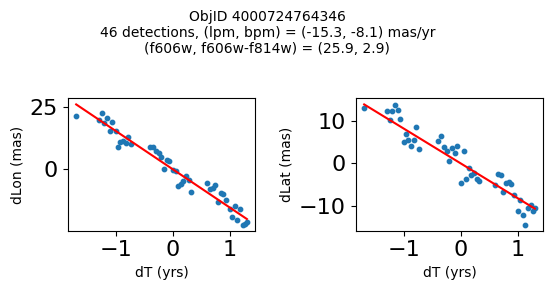 ObjID 4000724764346
46 detections, (lpm, bpm) = (-15.3, -8.1) mas/yr
(f606w, f606w-f814w) = (25.9, 2.9)
25
0
dLon (mas)
−1
0
1
dT (yrs)
10
0
−10
dLat (mas)
−1
0
1
dT (yrs)